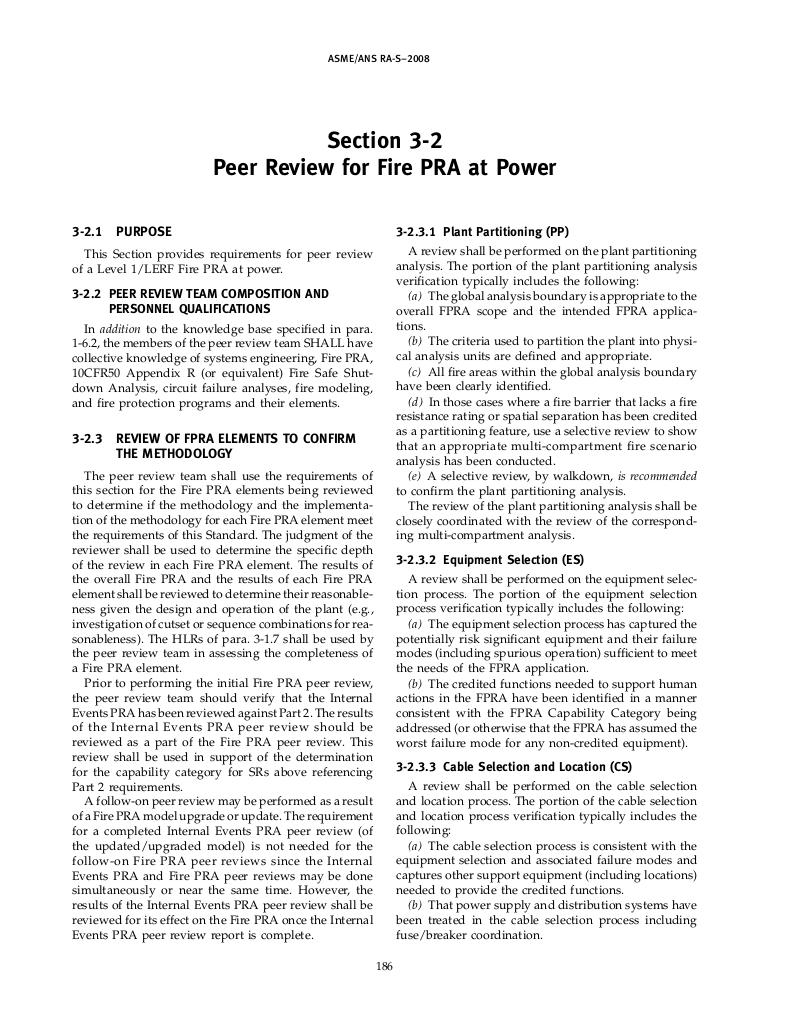 ASME/ANS RA-S–2008
Section 3-2
Peer Review for Fire PRA at Power
3-2.1 PURPOSE
This Section provides requirements for peer review
of a Level 1/LERF Fire PRA at power.
3-2.2 PEER REVIEW TEAM COMPOSITION AND
PERSONNEL QUALIFICATIONS
In addition to the knowledge base specified in para.
1-6.2, the members of the peer review team SHALL have
collective knowledge of systems engineering, Fire PRA,
10CFR50 Appendix R (or equivalent) Fire Safe Shut-
down Analysis, circuit failure analyses, fire modeling,
and fire protection programs and their elements.
3-2.3 REVIEW OF FPRA ELEMENTS TO CONFIRM
THE METHODOLOGY
The peer review team shall use the requirements of
this section for the Fire PRA elements being reviewed
to determine if the methodology and the implementa-
tion of the methodology for each Fire PRA element meet
the requirements of this Standard. The judgment of the
reviewer shall be used to determine the specific depth
of the review in each Fire PRA element. The results of
the overall Fire PRA and the results of each Fire PRA
element shall be reviewed to determine their reasonable-
ness given the design and operation of the plant (e.g.,
investigation of cutset or sequence combinations for rea-
sonableness). The HLRs of para. 3-1.7 shall be used by
the peer review team in assessing the completeness of
a Fire PRA element.
Prior to performing the initial Fire PRA peer review,
the peer review team should verify that the Internal
Events PRA has been reviewed against Part 2. The results
of the Internal Events PRA peer review should be
reviewed as a part of the Fire PRA peer review. This
review shall be used in support of the determination
for the capability category for SRs above referencing
Part 2 requirements.
A follow-on peer review may be performed as a result
of a Fire PRA model upgrade or update. The requirement
for a completed Internal Events PRA peer review (of
the updated/upgraded model) is not needed for the
follow-on Fire PRA peer reviews since the Internal
Events PRA and Fire PRA peer reviews may be done
simultaneously or near the same time. However, the
results of the Internal Events PRA peer review shall be
reviewed for its effect on the Fire PRA once the Internal
Events PRA peer review report is complete.
3-2.3.1 Plant Partitioning (PP)
A review shall be performed on the plant partitioning
analysis. The portion of the plant partitioning analysis
verification typically includes the following:
(a) The global analysis boundary is appropriate to the
overall FPRA scope and the intended FPRA applica-
tions.
(b) The criteria used to partition the plant into physi-
cal analysis units are defined and appropriate.
(c) All fire areas within the global analysis boundary
have been clearly identified.
(d) In those cases where a fire barrier that lacks a fire
resistance rating or spatial separation has been credited
as a partitioning feature, use a selective review to show
that an appropriate multi-compartment fire scenario
analysis has been conducted.
(e) A selective review, by walkdown, is recommended
to confirm the plant partitioning analysis.
The review of the plant partitioning analysis shall be
closely coordinated with the review of the correspond-
ing multi-compartment analysis.
3-2.3.2 Equipment Selection (ES)
A review shall be performed on the equipment selec-
tion process. The portion of the equipment selection
process verification typically includes the following:
(a) The equipment selection process has captured the
potentially risk significant equipment and their failure
modes (including spurious operation) sufficient to meet
the needs of the FPRA application.
(b) The credited functions needed to support human
actions in the FPRA have been identified in a manner
consistent with the FPRA Capability Category being
addressed (or otherwise that the FPRA has assumed the
worst failure mode for any non-credited equipment).
3-2.3.3 Cable Selection and Location (CS)
A review shall be performed on the cable selection
and location process. The portion of the cable selection
and location process verification typically includes the
following:
(a) The cable selection process is consistent with the
equipment selection and associated failure modes and
captures other support equipment (including locations)
needed to provide the credited functions.
(b) That power supply and distribution systems have
been treated in the cable selection process including
fuse/breaker coordination.
186